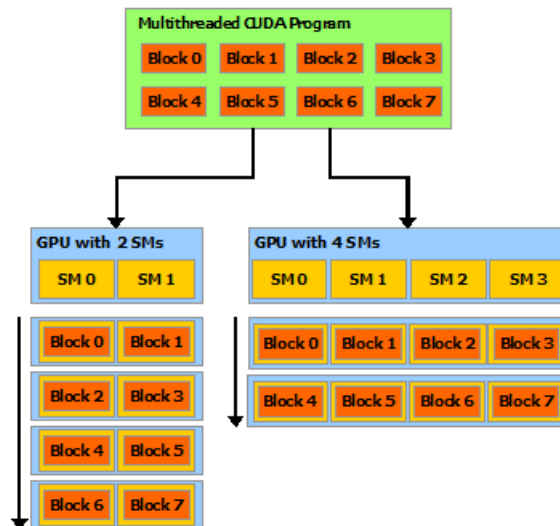 Multithreaded CUDA Program
Block 0 Block 1 Block 2 Block 3
Block 4 Block 5 Block 6 Block 7
GPU with 2 SMs
SM 0 SM 1
Block 0 Block 1
Block 2 Block 3
Block 4 Block 5
Block 6 Block 7
GPU with 4 SMs
SM 0 SM 1 SM 2 SM 3
Block 0 Block 1 Block 2 Block 3
Block 4 Block 5 Block 6 Block 7